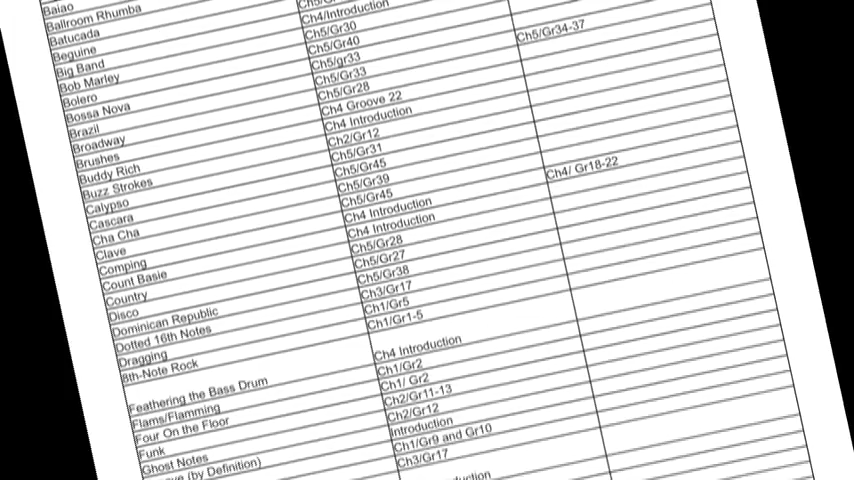 Baiao
Ballroom Rhumba
Batucada
Beguine
Big Band Ch4/Introduction
Bob Marley Ch5/Gr30
Bolero Ch5/Gr40
Bossa Nova Ch5/gr33
Brazil Ch5/Gr33 Ch5/Gr34-37
Broadway Ch5/Gr28
Brushes Ch4 Groove 22
Buddy Rich Ch4 Introduction
Buzz Strokes Ch2/Gr12
Calypso Ch5/Gr31
Cascara Ch5/Gr45
Cha Cha Ch5/Gr39
Clave Ch5/Gr45
Comping Ch4 Introduction Ch4/ Gr18-22
Count Basie Ch4 Introduction
Country Ch5/Gr28
Disco Ch5/Gr27
Dominican Republic Ch5/Gr38
Dotted 16th Notes Ch3/Gr17
Dragging Ch1/Gr5
8th-Note Rock Ch1/Gr1-5
Feathering the Bass Drum Ch4 Introduction
Flams/Flamming Ch1/Gr2
Four On the Floor Ch1/ Gr2
Funk Ch2/Gr11-13
Ghost Notes Ch2/Gr12
(by Definition) Introduction
Ch1/Gr9 and Gr10
Ch3/Gr17